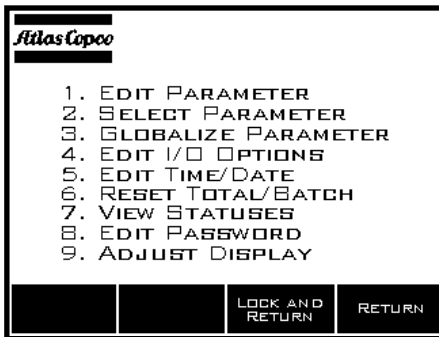 Atlas Copco
1. EDIT PARAMETER
2. SELECT PARAMETER
3. GLOBALIZE PARAMETER
4. EDIT I/O OPTIONS
5. EDIT TIME/DATE
6. RESET TOTAL/BATCH
7. VIEW STATUSES
8. EDIT PASSWORD
9. ADJUST DISPLAY
LOCK AND
RETURN
RETURN